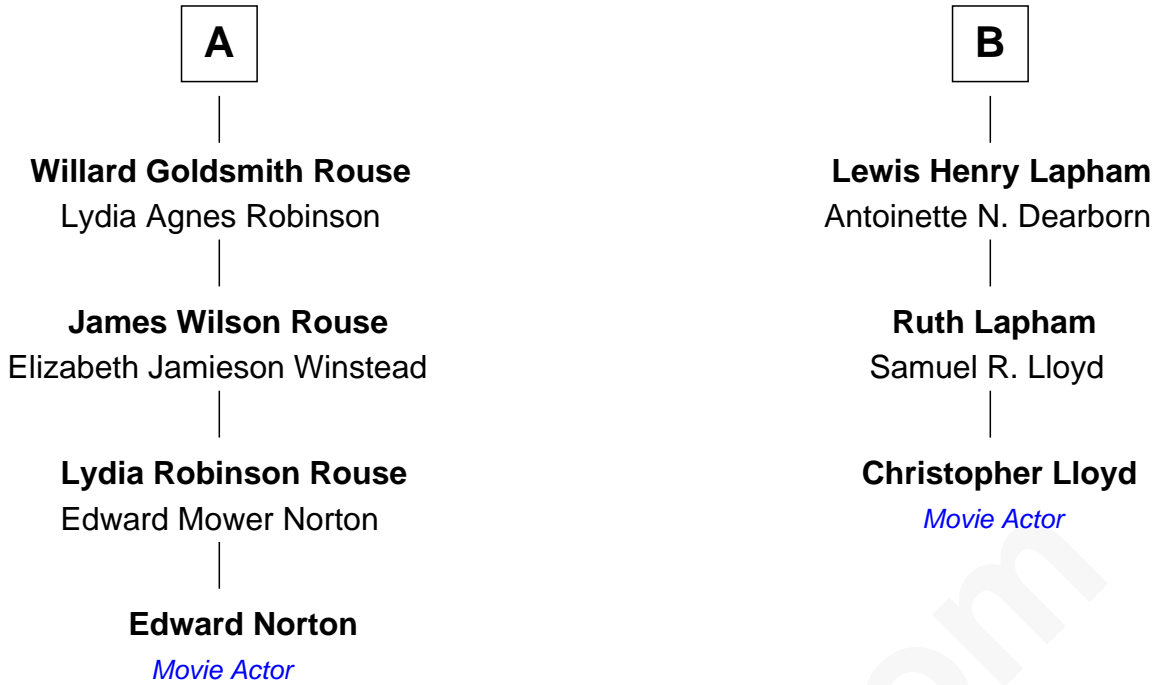 A
Willard Goldsmith Rouse
Lydia Agnes Robinson
James Wilson Rouse
Elizabeth Jamieson Winstead
Lydia Robinson Rouse
Edward Mower Norton
Edward Norton
Movie Actor
B
Lewis Henry Lapham
Antoinette N. Dearborn
Ruth Lapham
Samuel R. Lloyd
Christopher Lloyd
Movie Actor
om